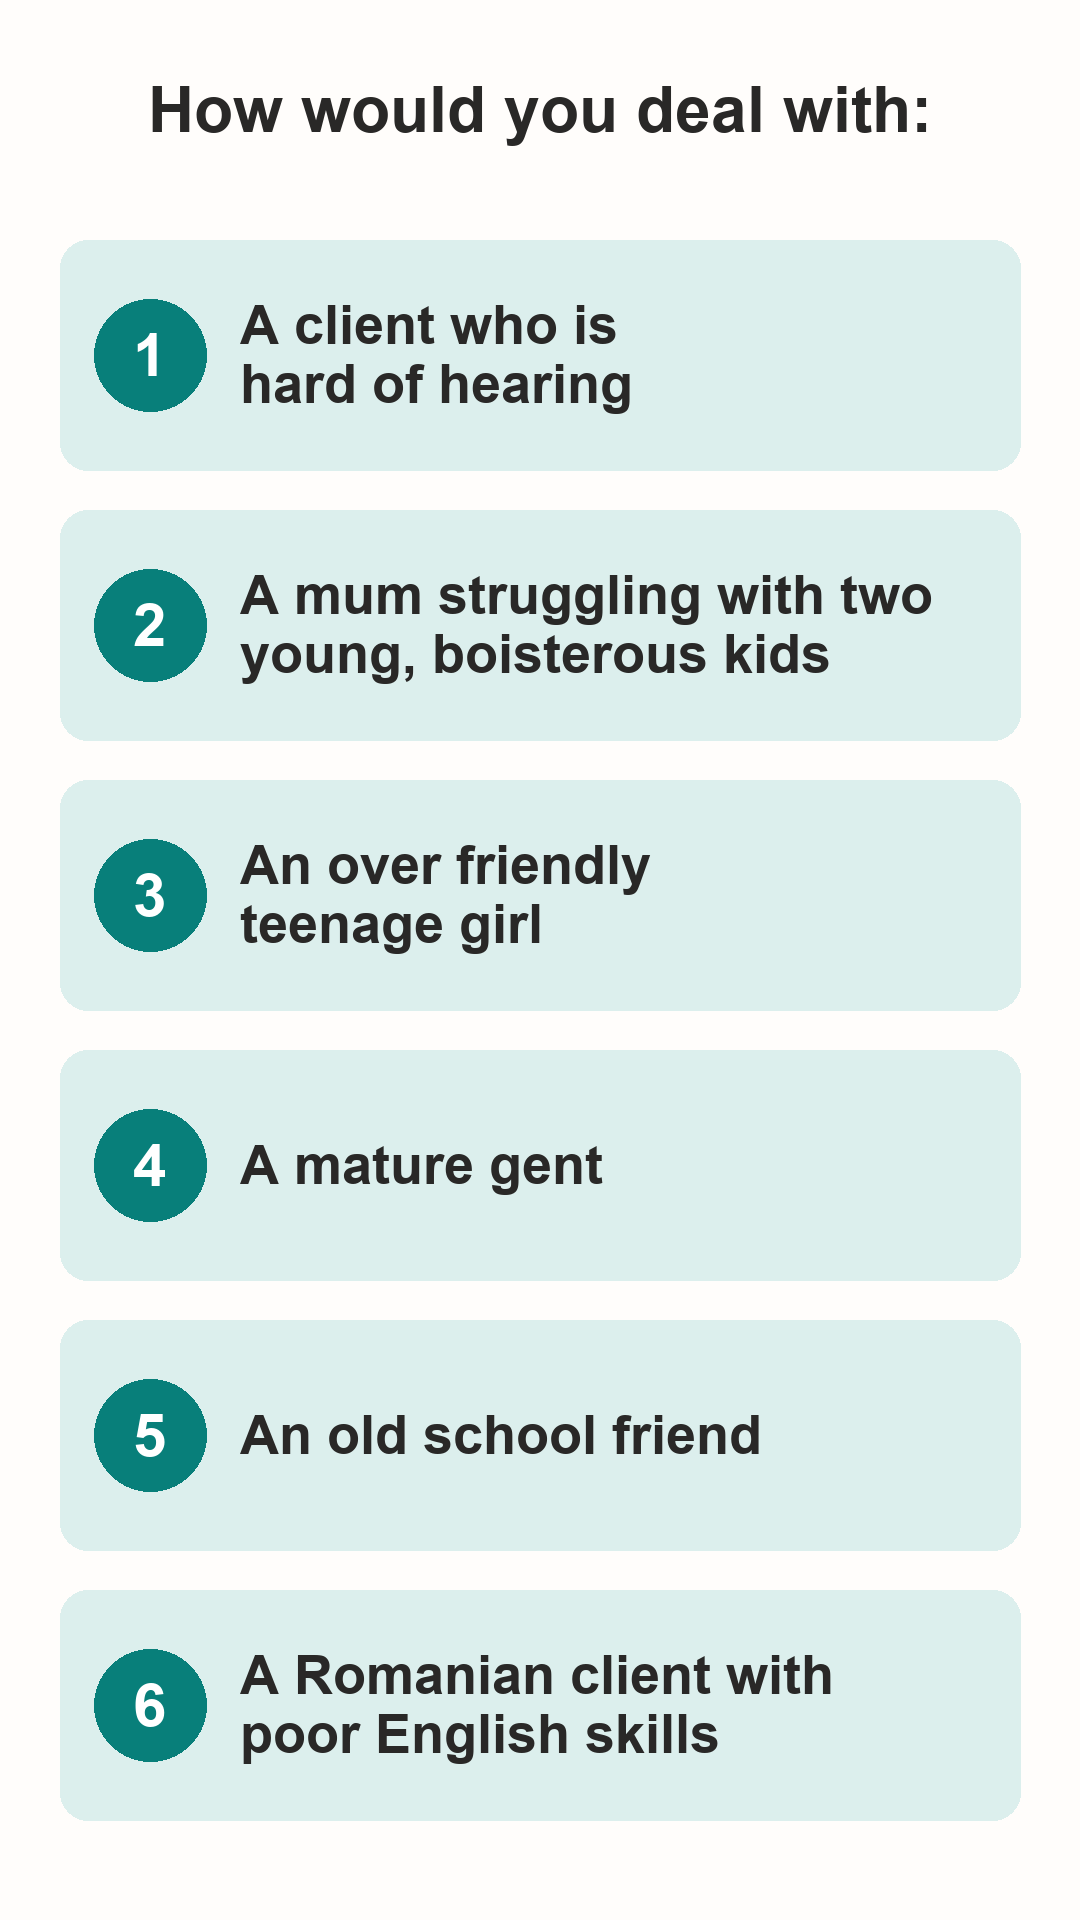 How would you deal with:
1
A client who is
hard of hearing
2
A mum struggling with two
young, boisterous kids
3
An over friendly
teenage girl
4
A mature gent
5
An old school friend
6
A Romanian client with
poor English skills